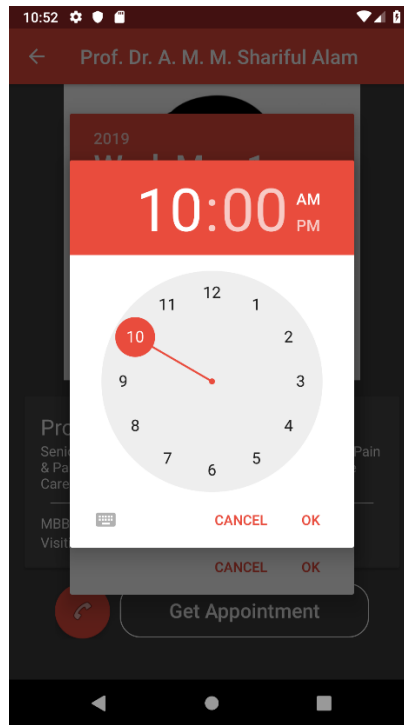 10:52
Prof. Dr. A. M. M. Shariful Alam
2019
10:00
AM
PM
12
11
1
10
2
9
3
8
4
7
5
6
CANCEL OK
Pro
Seni
Pain
& Pa
Care
MBB
Visit
CANCEL OK
Get Appointment